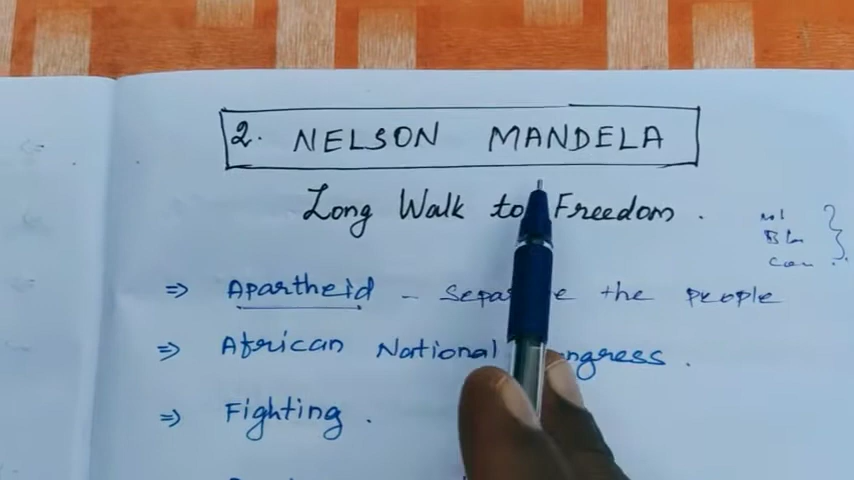 2. NELSON MANDELA
Long Walk to Freedom .
⇒ Apartheid - the people
⇒ African National .
⇒ Fighting .